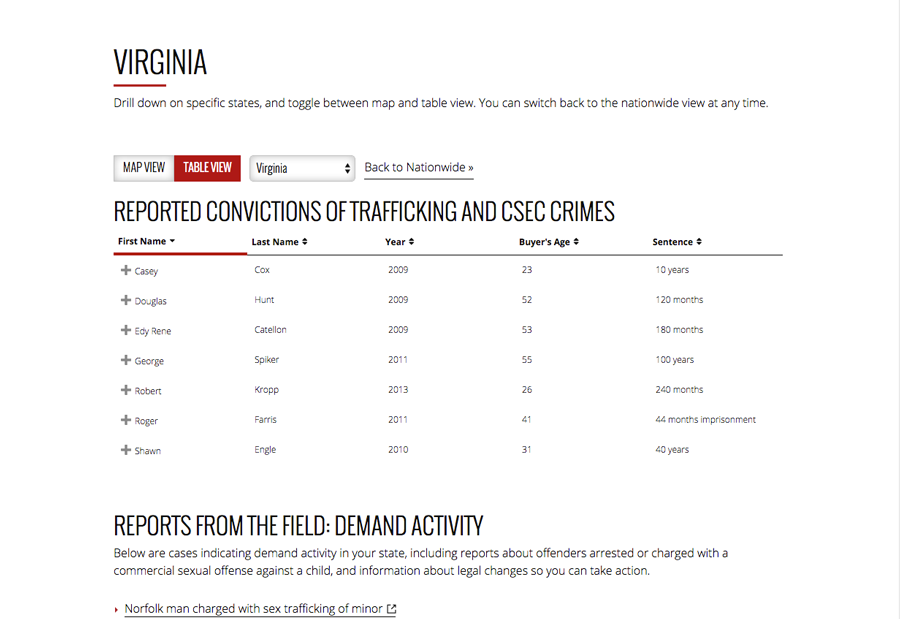 VIRGINIA
Drill down on specific states, and toggle between map and table view. You can switch back to the nationwide view at any time.
MAP VIEW TABLE VIEW Virginia Back to Nationwide »
REPORTED CONVICTIONS OF TRAFFICKING AND CSEC CRIMES
First Name Last Name Year Buyer's Age Sentence
Casey Cox 2009 23 10 years
Douglas Hunt 2009 52 120 months
Edy Rene Catellon 2009 53 180 months
George Spiker 2011 55 100 years
Robert Kropp 2013 26 240 months
Roger Farris 2011 41 44 months imprisonment
Shawn Engle 2010 31 40 years
REPORTS FROM THE FIELD: DEMAND ACTIVITY
Below are cases indicating demand activity in your state, including reports about offenders arrested or charged with a
commercial sexual offense against a child, and information about legal changes so you can take action.
Norfolk man charged with sex trafficking of minor